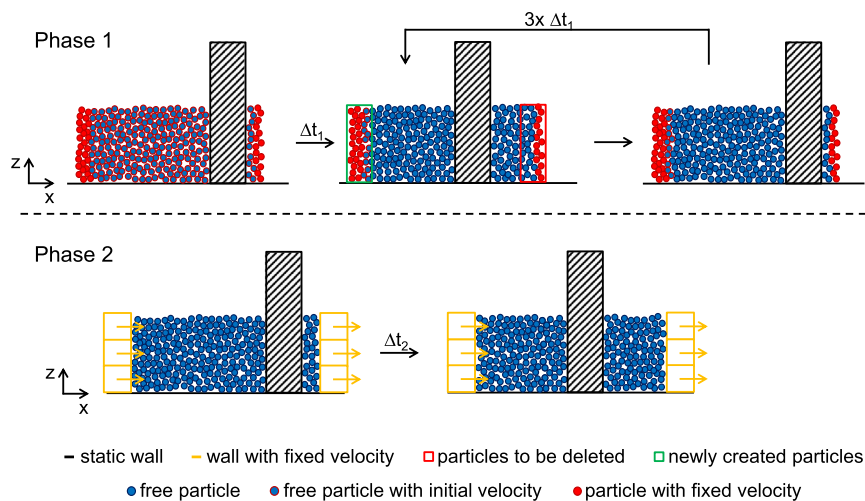 Phase 1
3x Δt₁
Δt₁
z
x
Phase 2
Δt₂
z
x
static wall
wall with fixed velocity
particles to be deleted
newly created particles
free particle
free particle with initial velocity
particle with fixed velocity